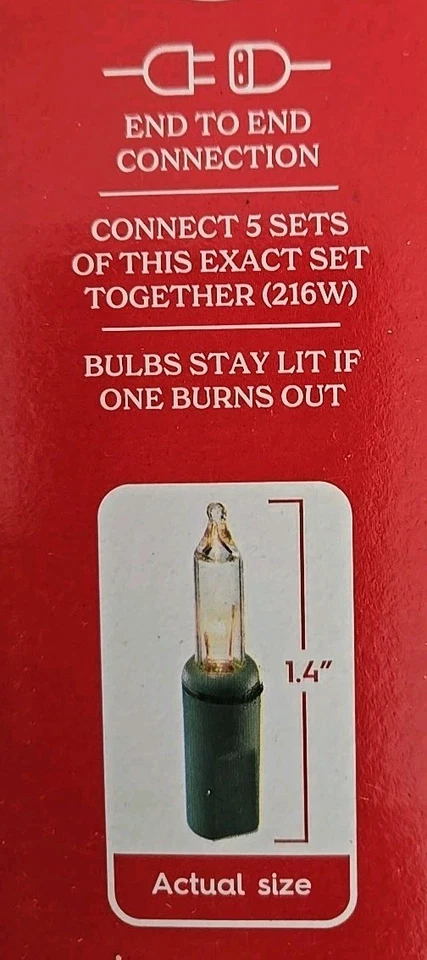 END TO END
CONNECTION
CONNECT 5 SETS
OF THIS EXACT SET
TOGETHER (216W)
BULBS STAY LIT IF
ONE BURNS OUT
1.4"
Actual size